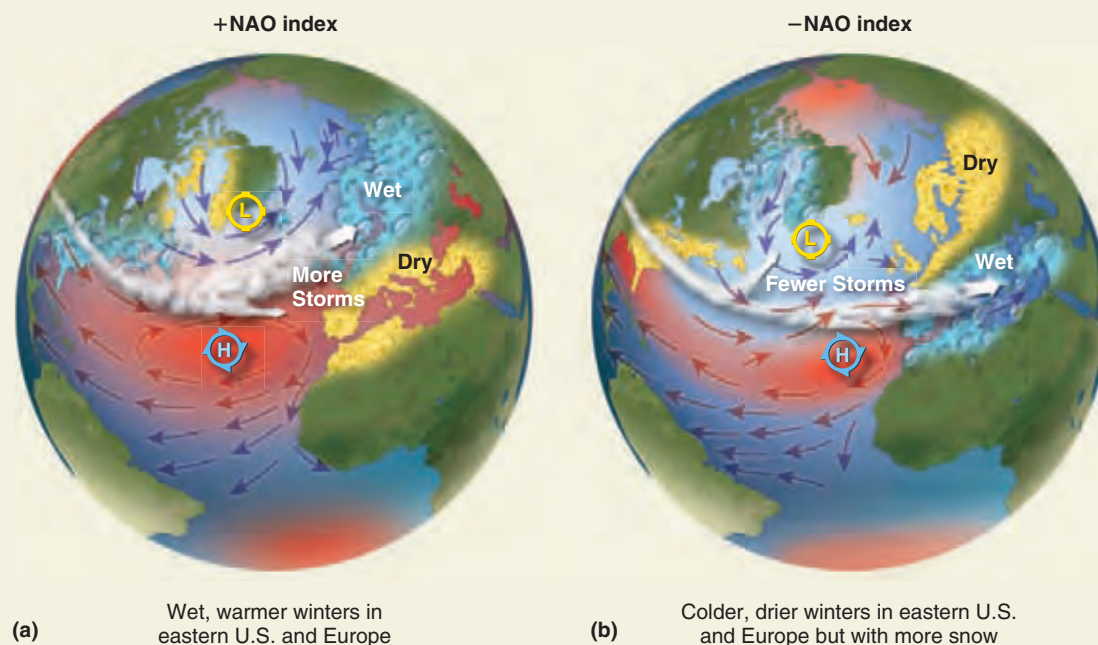 +NAO index
L
Wet
Dry
More
Storms
H
(a)
Wet, warmer winters in
eastern U.S. and Europe
−NAO index
Dry
L
Wet
Fewer Storms
H
(b)
Colder, drier winters in eastern U.S.
and Europe but with more snow